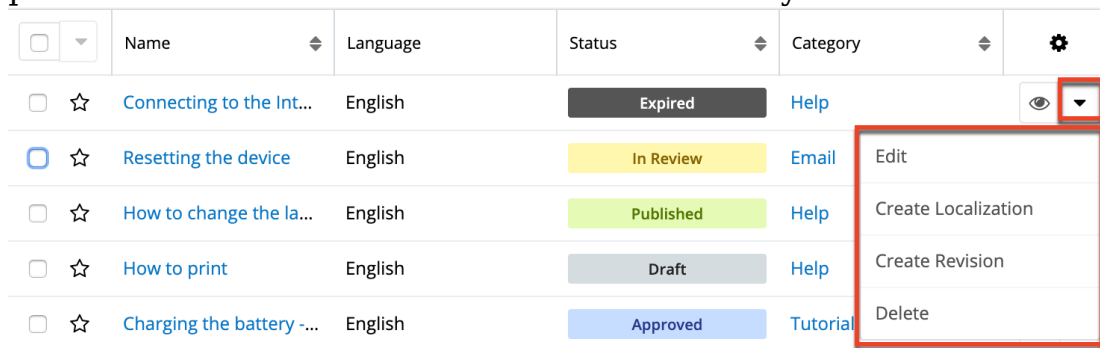 Name Language Status Category
Connecting to the Int... English Expired Help
Resetting the device English In Review Email Edit
How to change the la... English Published Help Create Localization
How to print English Draft Help Create Revision
Charging the battery -... English Approved Tutorial Delete